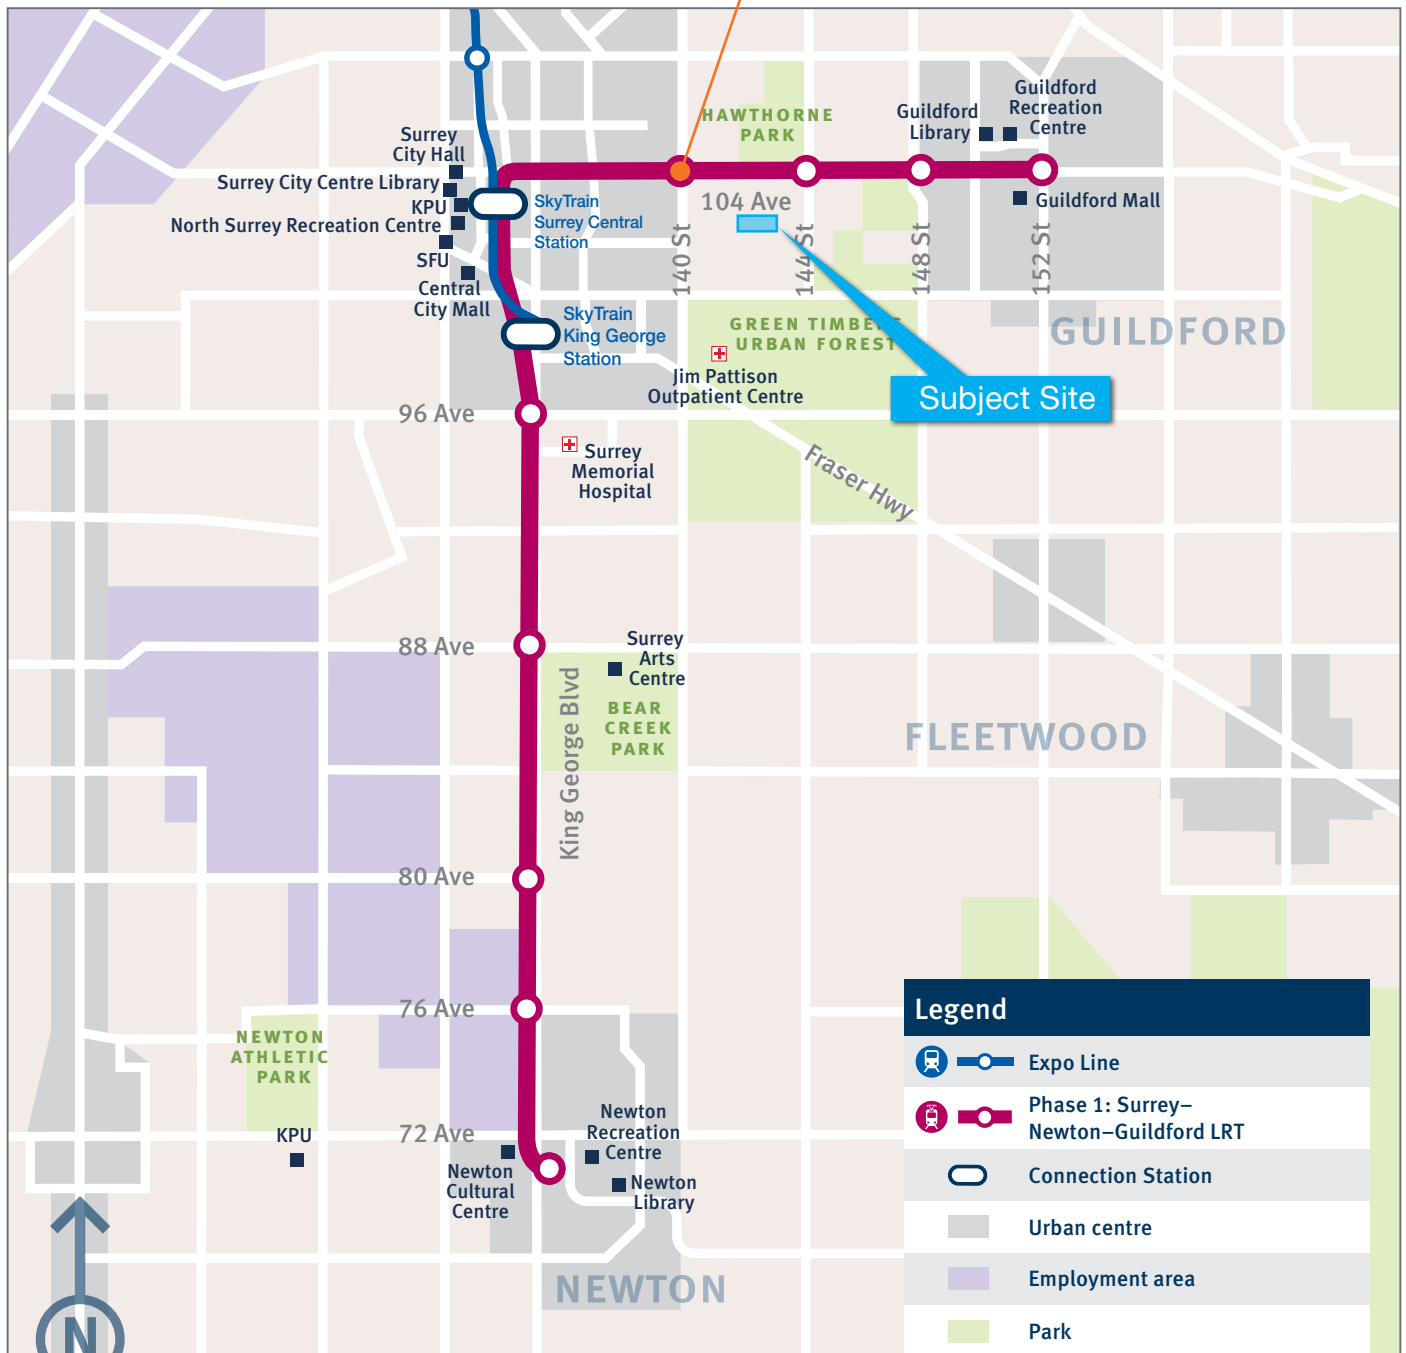 HAWTHORNE
PARK
Guildford
Library
Guildford
Recreation
Centre
Surrey
City Hall
Surrey City Centre Library
KPU
North Surrey Recreation Centre
SFU
Central
City Mall
SkyTrain
Surrey Central
Station
104 Ave
Guildford Mall
140 St
144 St
148 St
152 St
SkyTrain
King George
Station
GREEN TIMBE
URBAN FOREST
GUILDFORD
Jim Pattison
Outpatient Centre
Subject Site
96 Ave
Surrey
Memorial
Hospital
Fraser Hwy
88 Ave
Surrey
Arts
Centre
King George Blvd
BEAR
CREEK
PARK
FLEETWOOD
80 Ave
76 Ave
NEWTON
ATHLETIC
PARK
KPU
72 Ave
Newton
Recreation
Centre
Newton
Cultural
Centre
Newton
Library
NEWTON
N
Legend
Expo Line
Phase 1: Surrey–
Newton–Guildford LRT
Connection Station
Urban centre
Employment area
Park